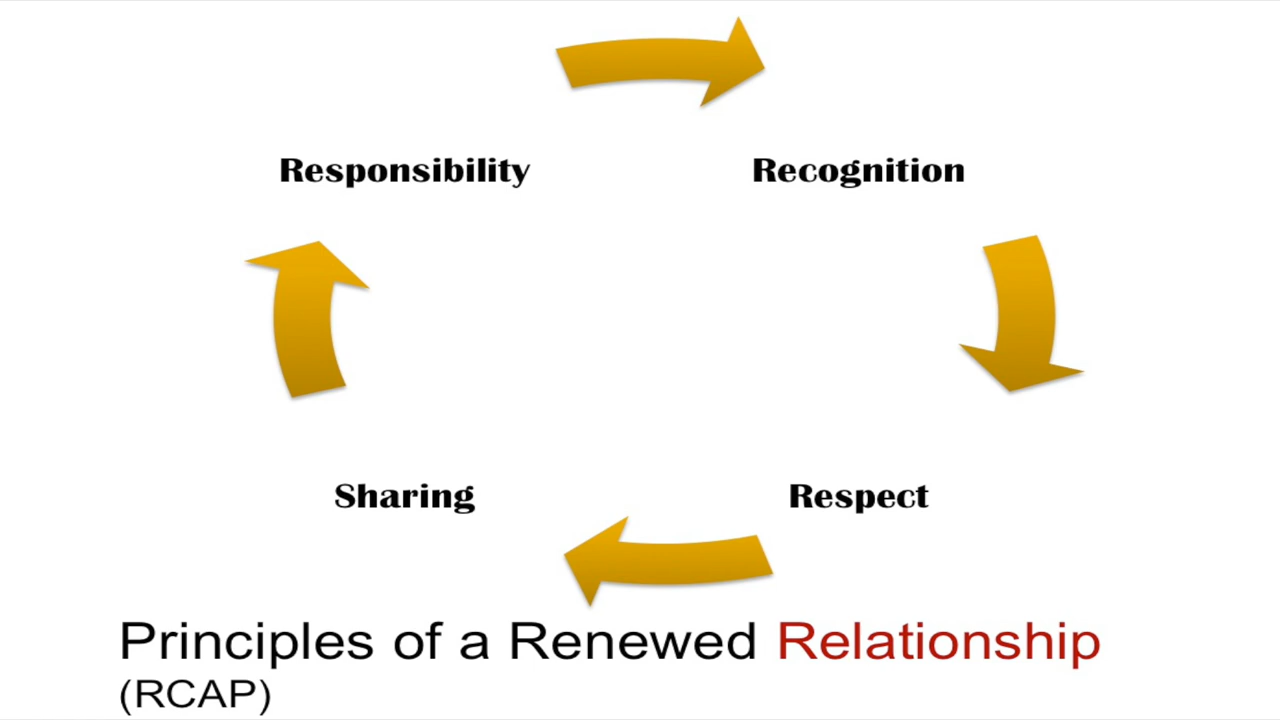 Responsibility
Recognition
Sharing
Respect
Principles of a Renewed Relationship
(RCAP)